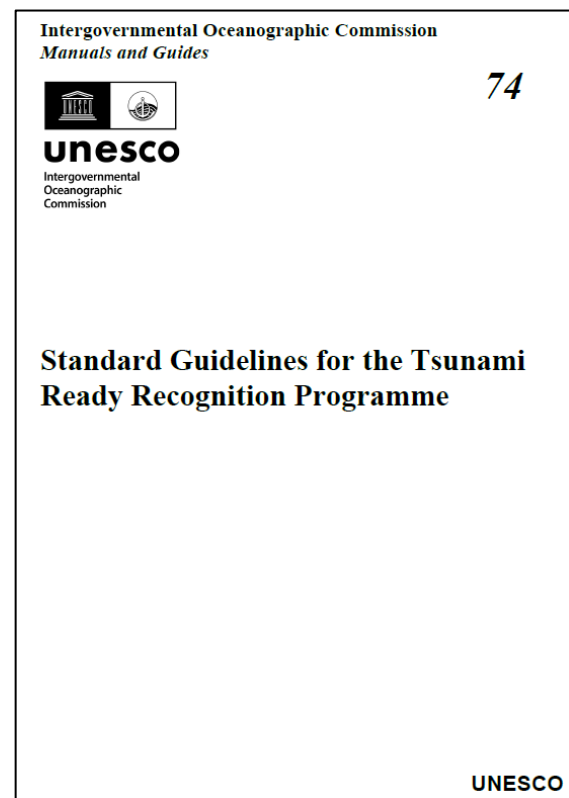 Intergovernmental Oceanographic Commission
Manuals and Guides
74
UNESCO
unesco
Intergovernmental
Oceanographic
Commission
Standard Guidelines for the Tsunami
Ready Recognition Programme
UNESCO